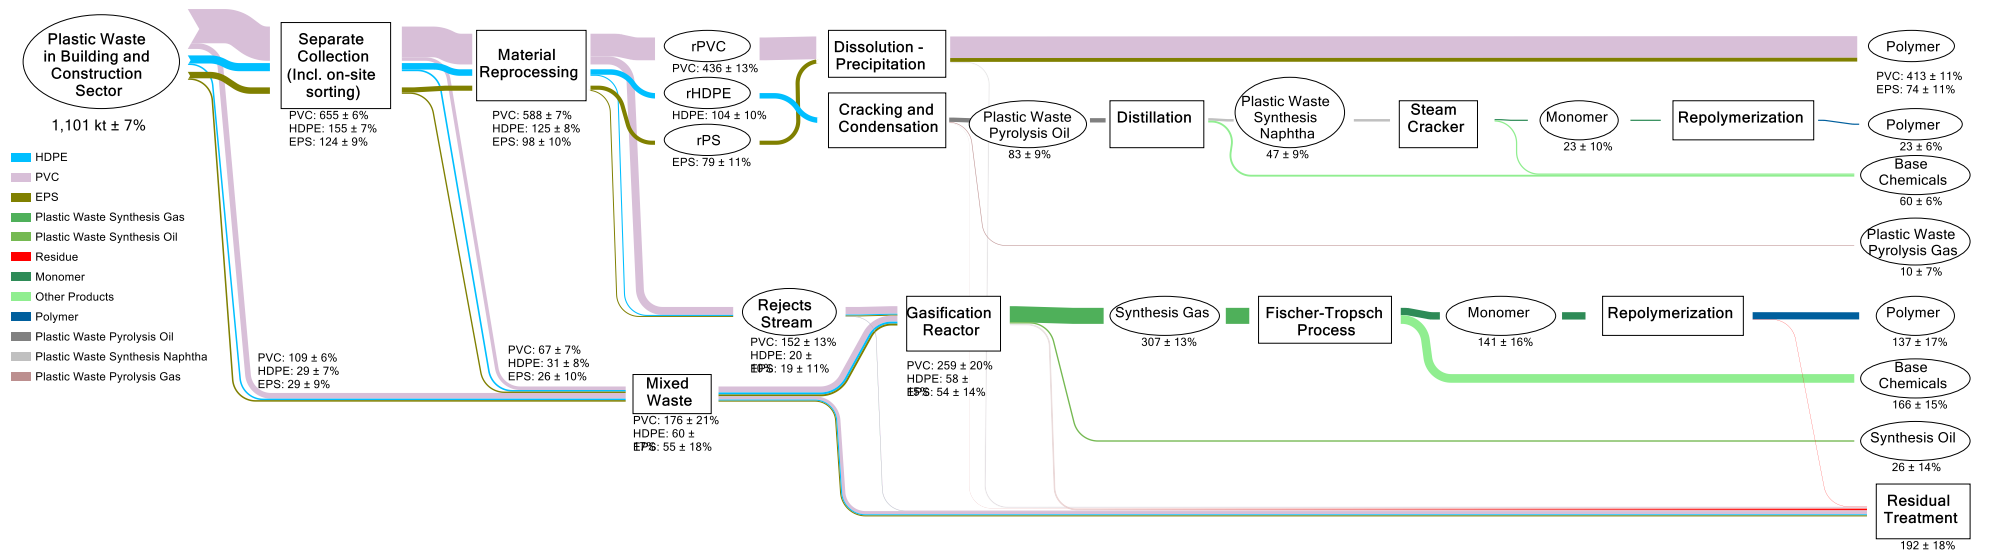 Plastic Waste
in Building and
Construction
Sector
1,101 kt ± 7%
HDPE
PVC
EPS
Plastic Waste Synthesis Gas
Plastic Waste Synthesis Oil
Residue
Monomer
Other Products
Polymer
Plastic Waste Pyrolysis Oil
Plastic Waste Synthesis Naphtha
Plastic Waste Pyrolysis Gas
Separate
Collection
(Incl. on-site
sorting)
PVC: 655 ± 6%
HDPE: 155 ± 7%
EPS: 124 ± 9%
PVC: 109 ± 6%
HDPE: 29 ± 7%
EPS: 29 ± 9%
Material
Reprocessing
PVC: 588 ± 7%
HDPE: 125 ± 8%
EPS: 98 ± 10%
PVC: 67 ± 7%
HDPE: 31 ± 8%
EPS: 26 ± 10%
rPVC
PVC: 436 ± 13%
rHDPE
HDPE: 104 ± 10%
rPS
EPS: 79 ± 11%
Mixed
Waste
PVC: 176 ± 21%
HDPE: 60 ±
17%
EPS: 55 ± 18%
Rejects
Stream
PVC: 152 ± 13%
HDPE: 20 ±
EPS: 19 ± 11%
Dissolution -
Precipitation
Cracking and
Condensation
Plastic Waste
Pyrolysis Oil
83 ± 9%
Distillation
Plastic Waste
Synthesis
Naphtha
47 ± 9%
Steam
Cracker
Monomer
23 ± 10%
Repolymerization
Polymer
PVC: 413 ± 11%
EPS: 74 ± 11%
Polymer
23 ± 6%
Base
Chemicals
60 ± 6%
Plastic Waste
Pyrolysis Gas
10 ± 7%
Gasification
Reactor
PVC: 259 ± 20%
HDPE: 58 ±
EPS: 54 ± 14%
Synthesis Gas
307 ± 13%
Fischer-Tropsch
Process
Monomer
141 ± 16%
Repolymerization
Polymer
137 ± 17%
Base
Chemicals
166 ± 15%
Synthesis Oil
26 ± 14%
Residual
Treatment
192 ± 18%